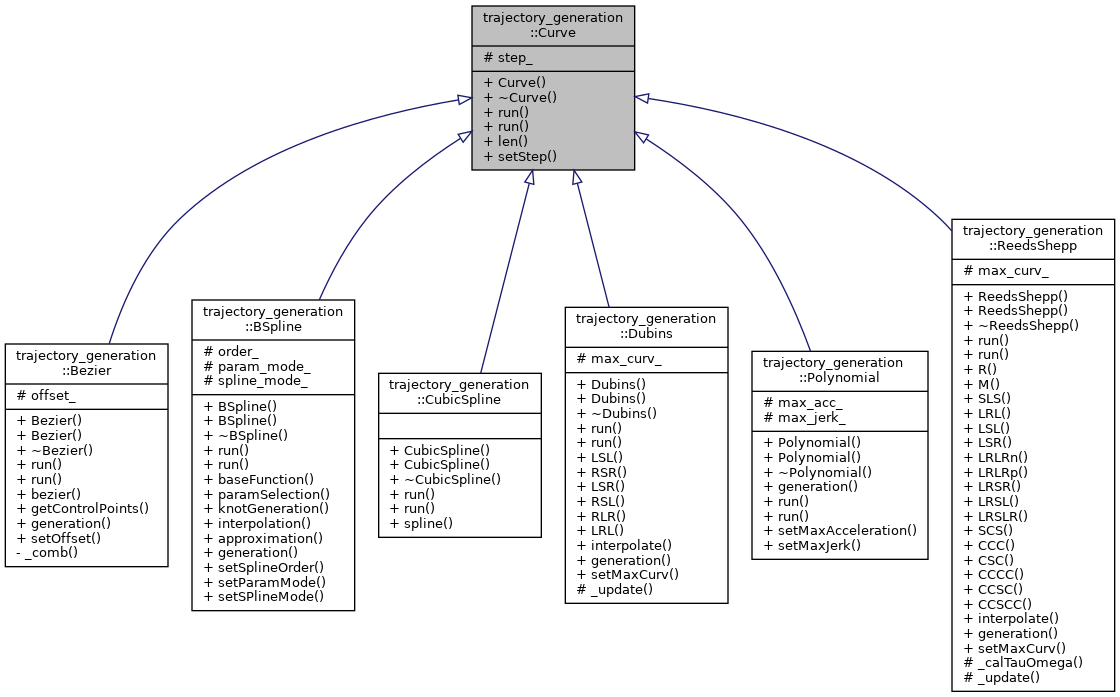 trajectory_generation
::Curve
# step_
+ Curve()
+ ~Curve()
+ run()
+ run()
+ len()
+ setStep()
trajectory_generation
::Bezier
# offset_
+ Bezier()
+ Bezier()
+ ~Bezier()
+ run()
+ run()
+ bezier()
+ getControlPoints()
+ generation()
+ setOffset()
- _comb()
trajectory_generation
::BSpline
# order_
# param_mode_
# spline_mode_
+ BSpline()
+ BSpline()
+ ~BSpline()
+ run()
+ run()
+ baseFunction()
+ paramSelection()
+ knotGeneration()
+ interpolation()
+ approximation()
+ generation()
+ setSplineOrder()
+ setParamMode()
+ setSPlineMode()
trajectory_generation
::CubicSpline
+ CubicSpline()
+ CubicSpline()
+ ~CubicSpline()
+ run()
+ run()
+ spline()
trajectory_generation
::Dubins
# max_curv_
+ Dubins()
+ Dubins()
+ ~Dubins()
+ run()
+ run()
+ LSL()
+ RSR()
+ LSR()
+ RSL()
+ RLR()
+ LRL()
+ interpolate()
+ generation()
+ setMaxCurv()
# _update()
trajectory_generation
::Polynomial
# max_acc_
# max_jerk_
+ Polynomial()
+ Polynomial()
+ ~Polynomial()
+ generation()
+ run()
+ run()
+ setMaxAcceleration()
+ setMaxJerk()
trajectory_generation
::ReedsShepp
# max_curv_
+ ReedsShepp()
+ ReedsShepp()
+ ~ReedsShepp()
+ run()
+ run()
+ R()
+ M()
+ SLS()
+ LRL()
+ LSL()
+ LSR()
+ LRLRn()
+ LRLRp()
+ LRSR()
+ LRSL()
+ LRSLR()
+ SCS()
+ CCC()
+ CSC()
+ CCCC()
+ CCSC()
+ CCSCC()
+ interpolate()
+ generation()
+ setMaxCurv()
# _calTauOmega()
# _update()